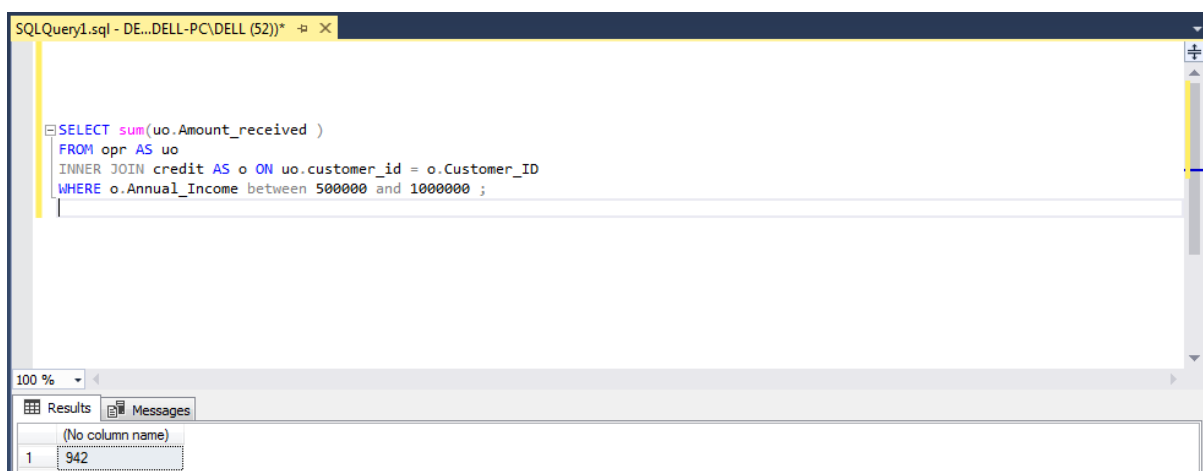 SQLQuery1.sql - DE...DELL-PC\DELL (52))*
SELECT sum(uo.Amount_received )
FROM opr AS uo
INNER JOIN credit AS o ON uo.customer_id = o.Customer_ID
WHERE o.Annual_Income between 500000 and 1000000 ;
100 %
Results Messages
(No column name)
1 942